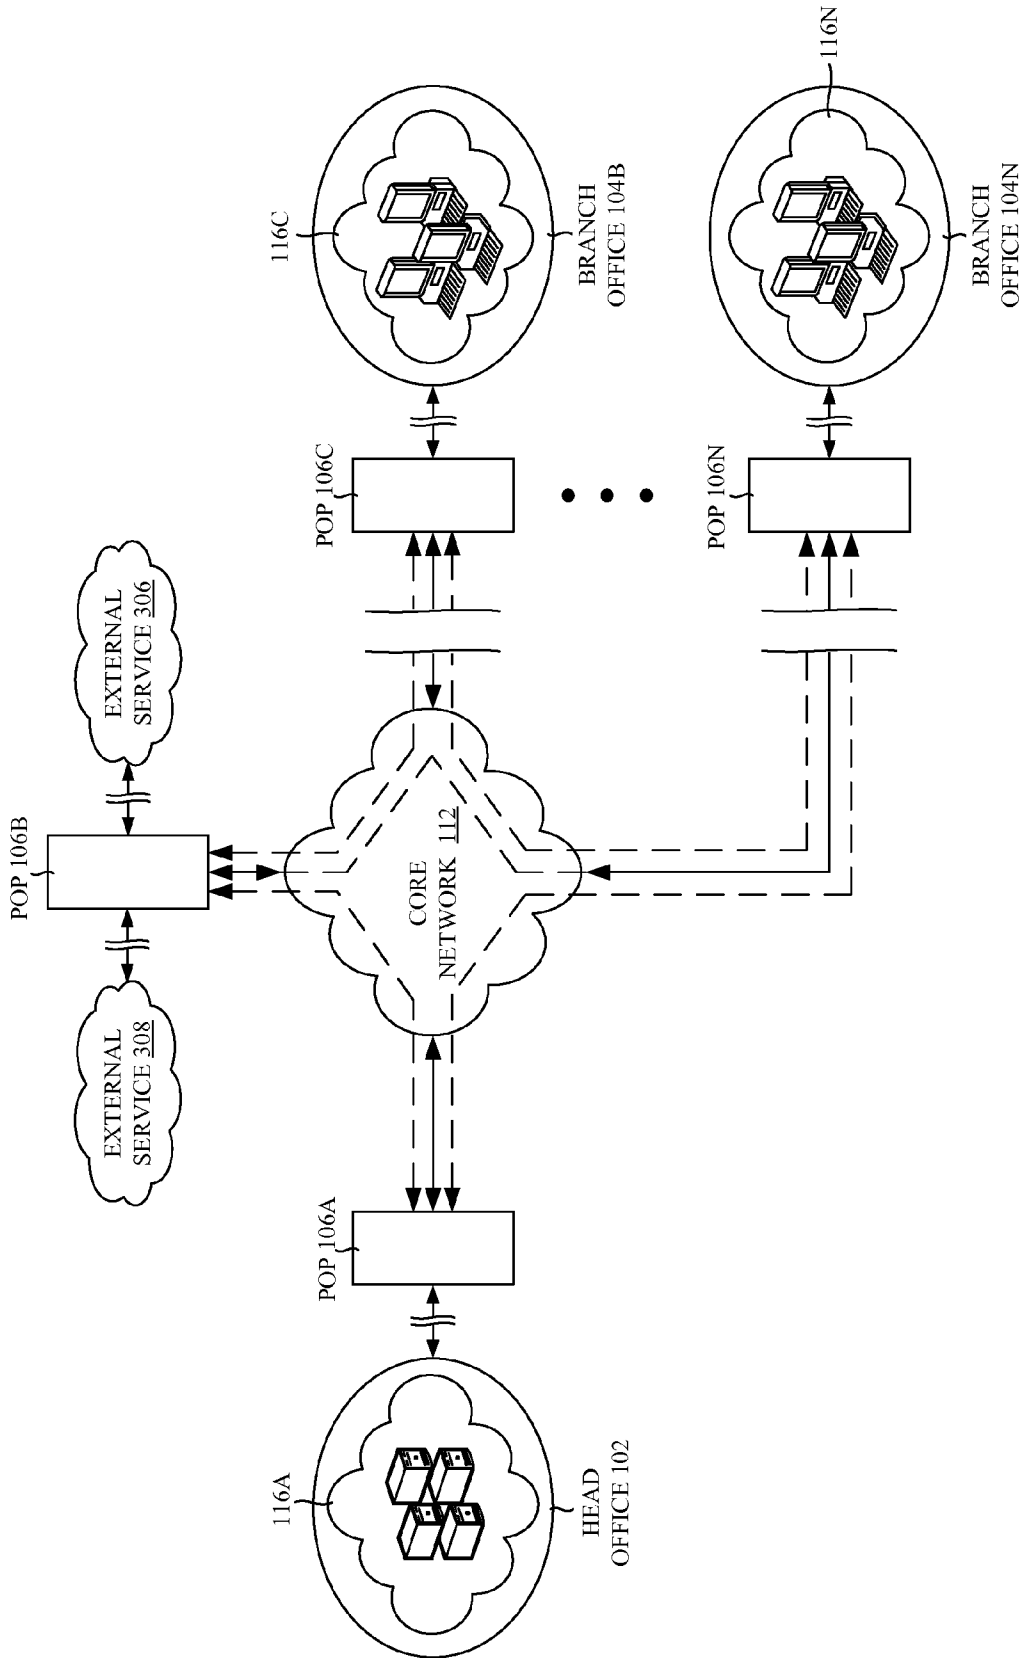 EXTERNAL
SERVICE 308
POP 106B
EXTERNAL
SERVICE 306
116A
HEAD
OFFICE 102
POP 106A
CORE
NETWORK 112
POP 106C
116C
BRANCH
OFFICE 104B
POP 106N
116N
BRANCH
OFFICE 104N